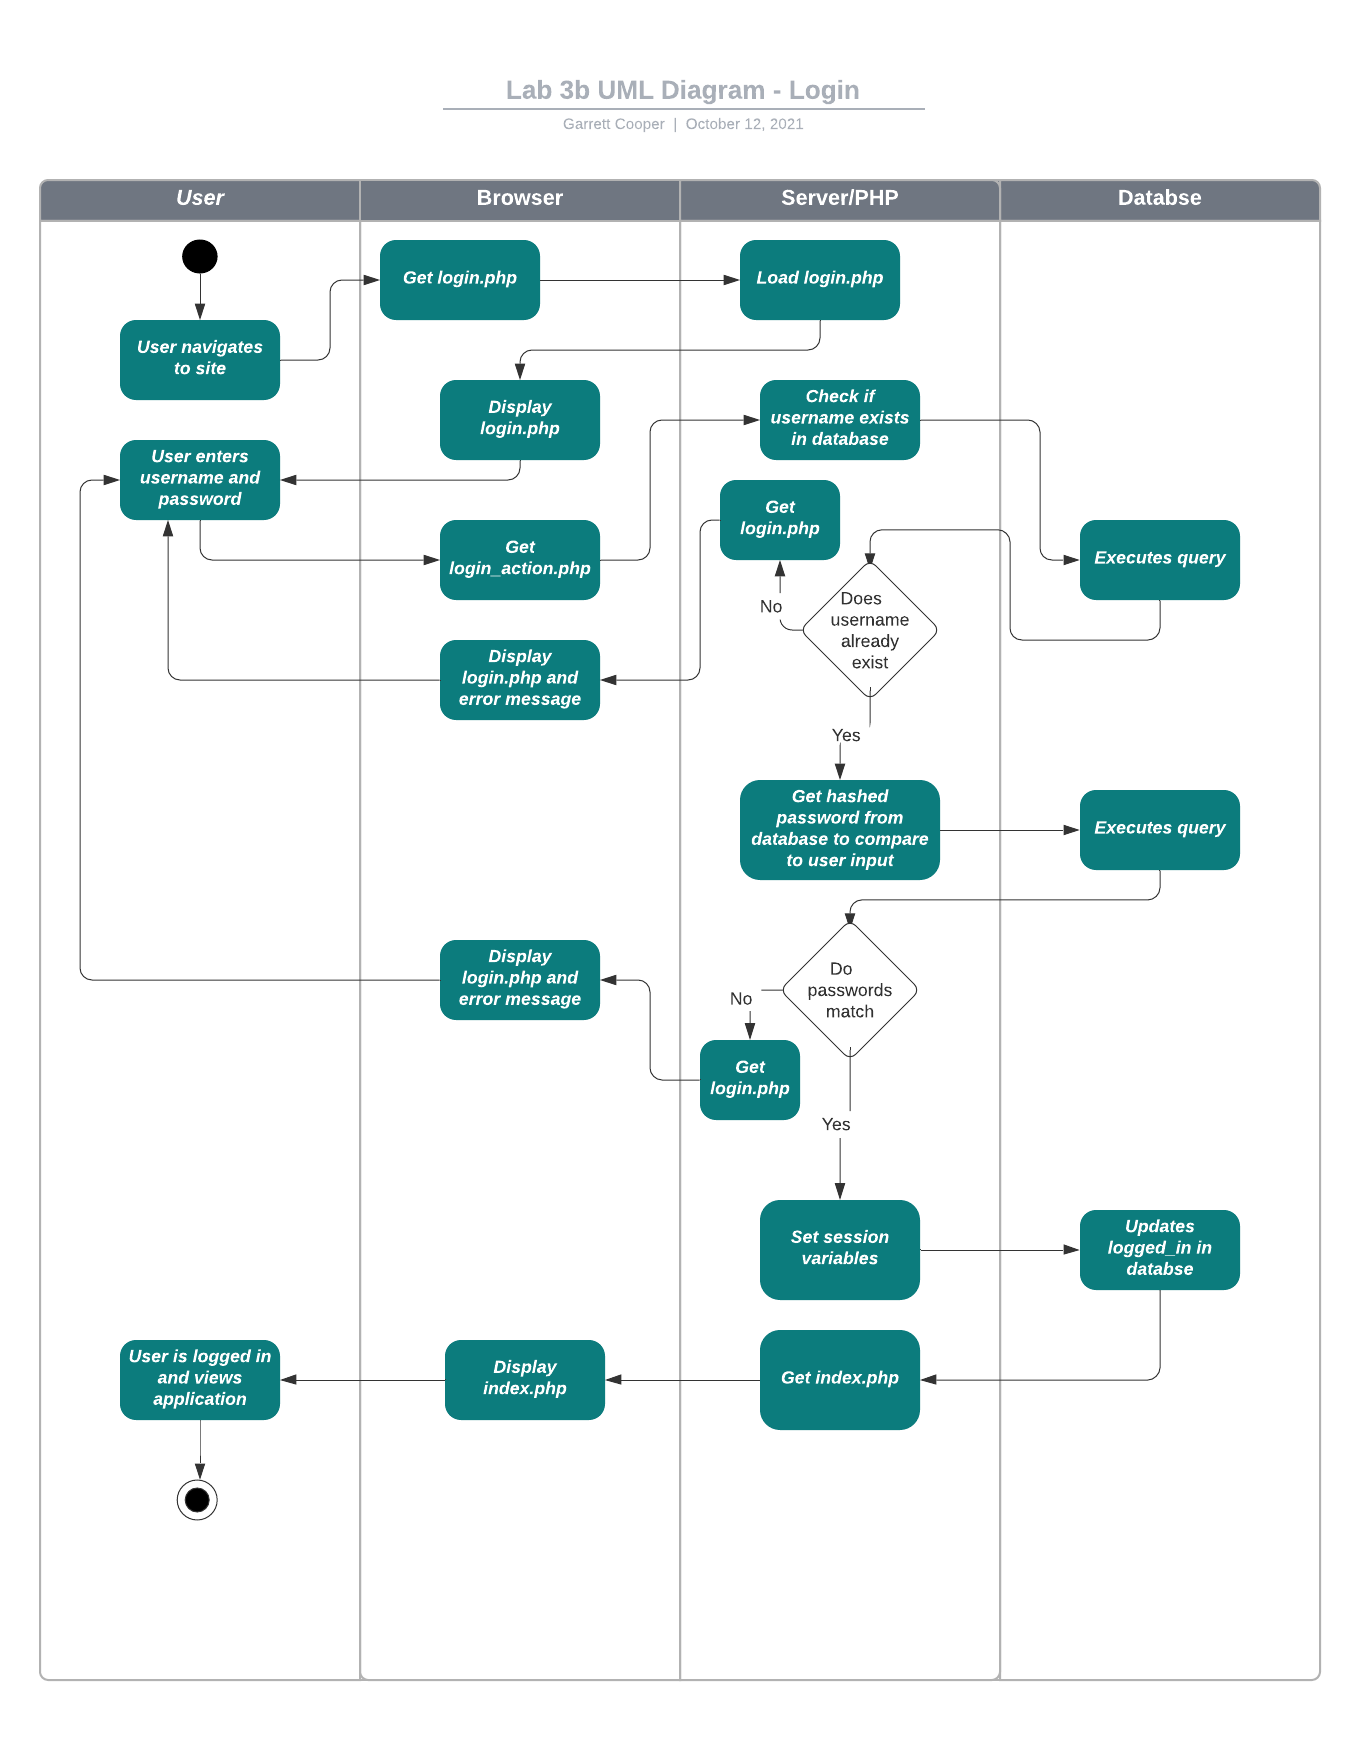 Lab 3b UML Diagram - Login
Garrett Cooper | October 12, 2021
User
Browser
Server/PHP
Databse
Get login.php
Load login.php
User navigates
to site
Display
login.php
Check if
username exists
in database
User enters
username and
password
Get
login.php
Get
login_action.php
Executes query
No
Does
username
already
exist
Display
login.php and
error message
Yes
Get hashed
password from
database to compare
to user input
Executes query
Display
login.php and
error message
Do
passwords
match
No
Get
login.php
Yes
Set session
variables
Updates
logged_in in
databse
User is logged in
and views
application
Display
index.php
Get index.php